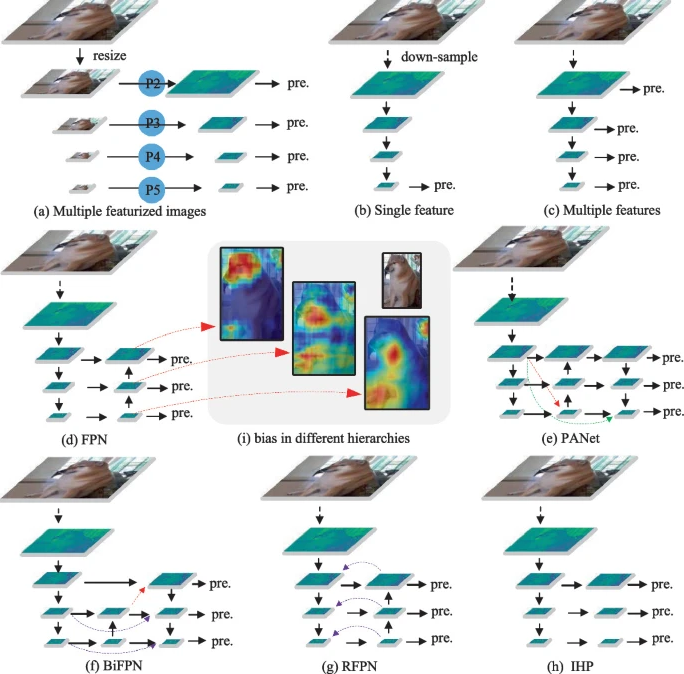 resize
down-sample
P2
pre.
pre.
P3
pre.
pre.
P4
pre.
pre.
P5
pre.
pre.
pre.
(a) Multiple featurized images
(b) Single feature
(c) Multiple features
pre.
pre.
pre.
pre.
pre.
pre.
(d) FPN
(i) bias in different hierarchies
(e) PANet
pre.
pre.
pre.
pre.
pre.
pre.
pre.
pre.
pre.
(f) BiFPN
(g) RFPN
(h) IHP